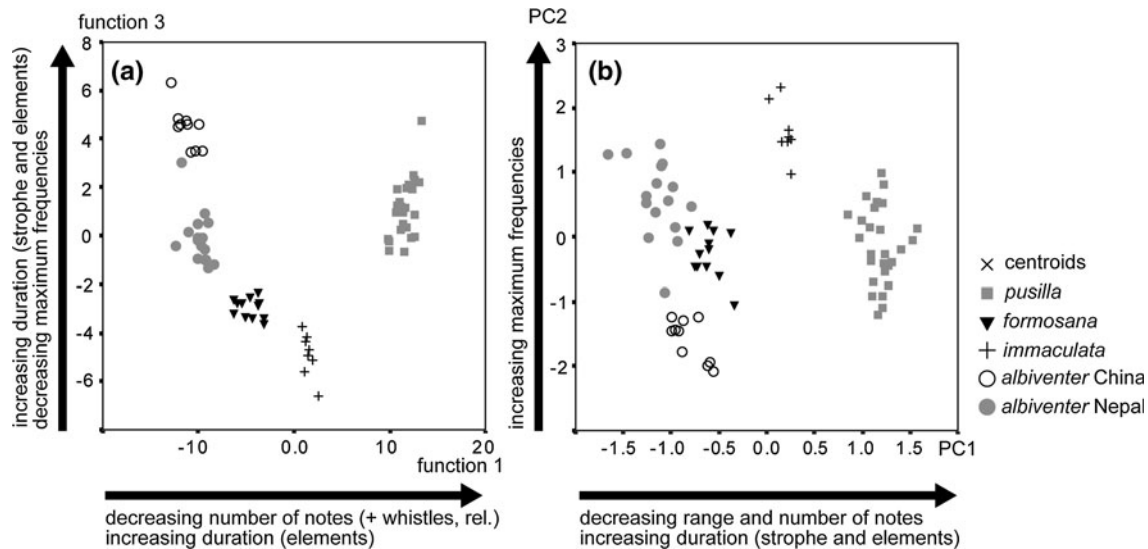 function 3
8
6
4
2
0
-2
-4
-6
(a)
increasing duration (strophe and elements)
decreasing maximum frequencies
-10
0.0
10
20
function 1
decreasing number of notes (+ whistles, rel.)
increasing duration (elements)
PC2
3
2
1
0
-1
-2
(b)
increasing maximum frequencies
-1.5
-1.0
-0.5
0.0
0.5
1.0
1.5
PC1
decreasing range and number of notes
increasing duration (strophe and elements)
centroids
pusilla
formosana
immaculata
albiventer China
albiventer Nepal